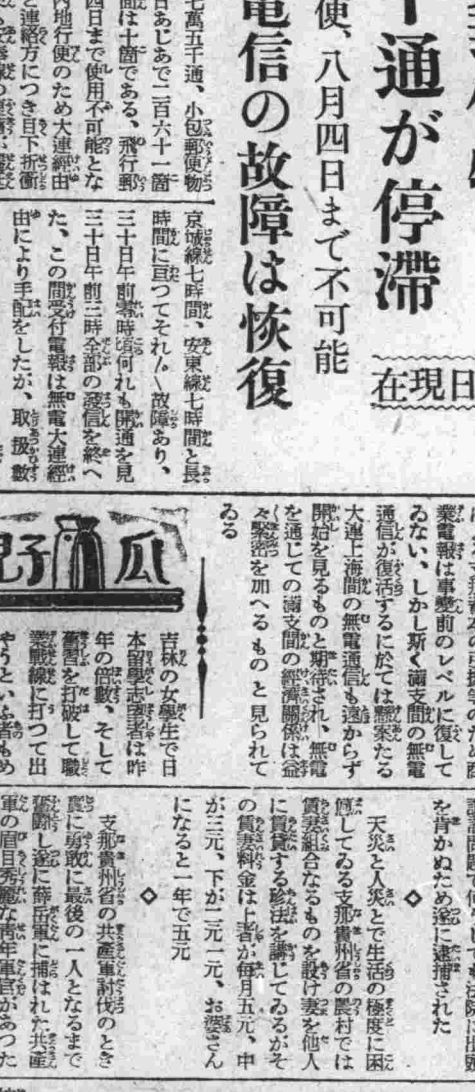 通が停滯
便、八月四日まで不可能
電信の故障は恢復
在現日
七萬五千通、小包郵便物
日あじあで二百六十一箇
面は十箇である、飛行郵
四日まで使用不可能とな
内地行便のため大連經由
と連絡方につき目下折衝
京城線七時間、安東線七時間と長
時間に亘つてそれ〴〵故障あり、
三十日午前零時頃何れも開通を見
三十日午前三時全部の發信を終へ
た、この間受付電報は無電大連經
由により手配をしたが、取扱數
業電報は事變前のレベルに復して
ゐない、しかし斯く滿支間の無電
通信が復活するに於ては懸案たる
大連上海間の無電通信も遠からず
開始を見るものと期待され、無電
を通じての滿支間の經濟關係は益
々緊密を加へるものと見られて
ゐる
瓜
野
吉林の女學生で日
本留學志望者は昨
年の倍數、そして
舊習を打破して職
業戰線に打つて出
やうといふ者もめ
を肯かぬため遂に逮捕された
◇
天災と人災とで生活の極度に困
憊してゐる支那貴州省の農村では
賃妻組合なるものを設け妻を他人
に賃貸する珍法を講じてゐるがそ
の賃妻料金は上者が毎月五元、中
が三元、下が二元一元、お婆さん
になると一年で五元
◇
支那貴州省の共產軍討伐のとき
眞に勇敢に最後の一人となるまで
奮鬪し遂に薛岳軍に捕はれた共產
軍の眉目秀麗な靑年軍官があつた